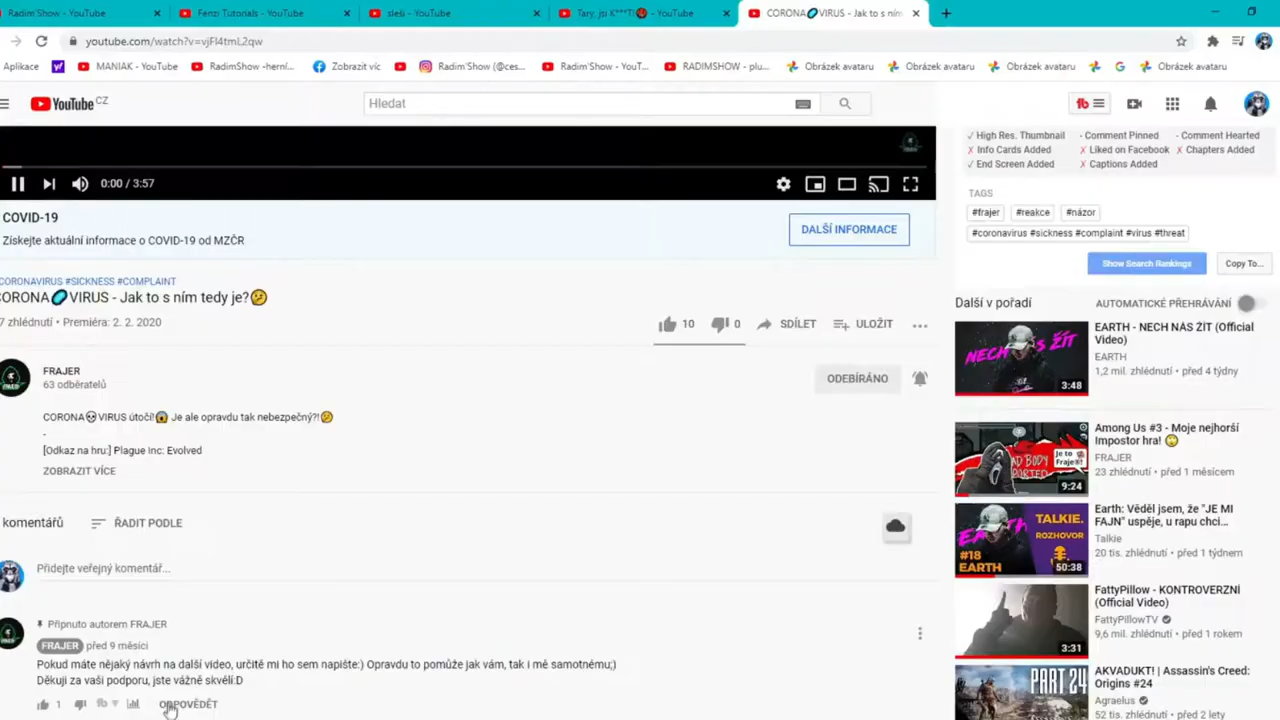 Radim'Show - YouTube
Fenzi Tutorials - YouTube
sleši - YouTube
Tary, jsi K***T! - YouTube
CORONA VIRUS - Jak to s ním
youtube.com/watch?v=vjFl4tmL2qw
Aplikace
MANIAK - YouTube
RadimShow -herní...
Zobrazit víc
Radim'Show (@ces...
Radim'Show - YouT...
RADIMSHOW - plu...
Obrázek avataru
Obrázek avataru
Obrázek avataru
Obrázek avataru
YouTube CZ
Hledat
0:00 / 3:57
COVID-19
Získejte aktuální informace o COVID-19 od MZČR
DALŠÍ INFORMACE
CORONAVIRUS #SICKNESS #COMPLAINT
CORONA VIRUS - Jak to s ním tedy je?🤔
7 zhlédnutí • Premiéra: 2. 2. 2020
10
0
SDÍLET
ULOŽIT
FRAJER
63 odběratelů
ODEBÍRÁNO
CORONA💀VIRUS útočí!😱 Je ale opravdu tak nebezpečný?!🤔
-
[Odkaz na hru:] Plague Inc: Evolved
ZOBRAZIT VÍCE
komentářů
ŘADIT PODLE
Přidejte veřejný komentář...
Připnuto autorem FRAJER
FRAJER před 9 měsíci
Pokud máte nějaký návrh na další video, určitě mi ho sem napište:) Opravdu to pomůže jak vám, tak i mé samotnému;)
Děkuji za vaši podporu, jste vážně skvělí:D
1
ODPOVĚDĚT
✓ High Res. Thumbnail - Comment Pinned - Comment Hearted
✗ Info Cards Added ✗ Liked on Facebook ✗ Chapters Added
✓ End Screen Added ✗ Captions Added
TAGS
#frajer #reakce #názor
#coronavirus #sickness #complaint #virus #threat
Show Search Rankings
Copy To...
Další v pořadí
AUTOMATICKÉ PŘEHRÁVÁNÍ
NECH NÁS ŽÍT
3:48
EARTH - NECH NÁS ŽÍT (Official
Video)
EARTH
1,2 mil. zhlédnutí • před 4 týdny
Je to
9:24
Among Us #3 - Moje nejhorší
Impostor hra!
FRAJER
23 zhlédnutí • před 1 měsícem
TALKIE.
ROZHOVOR
#18
EARTH
50:38
Earth: Věděl jsem, že "JE MI
FAJN" uspěje, u rapu chci...
Talkie
20 tis. zhlédnutí • před 1 týdnem
3:31
FattyPillow - KONTROVERZNÍ
(Official Video)
FattyPillowTV
9,6 mil. zhlédnutí • před 1 rokem
PART 24
AKVADUKT! | Assassin's Creed:
Origins #24
Agraelus
52 tis. zhlédnutí • před 2 lety